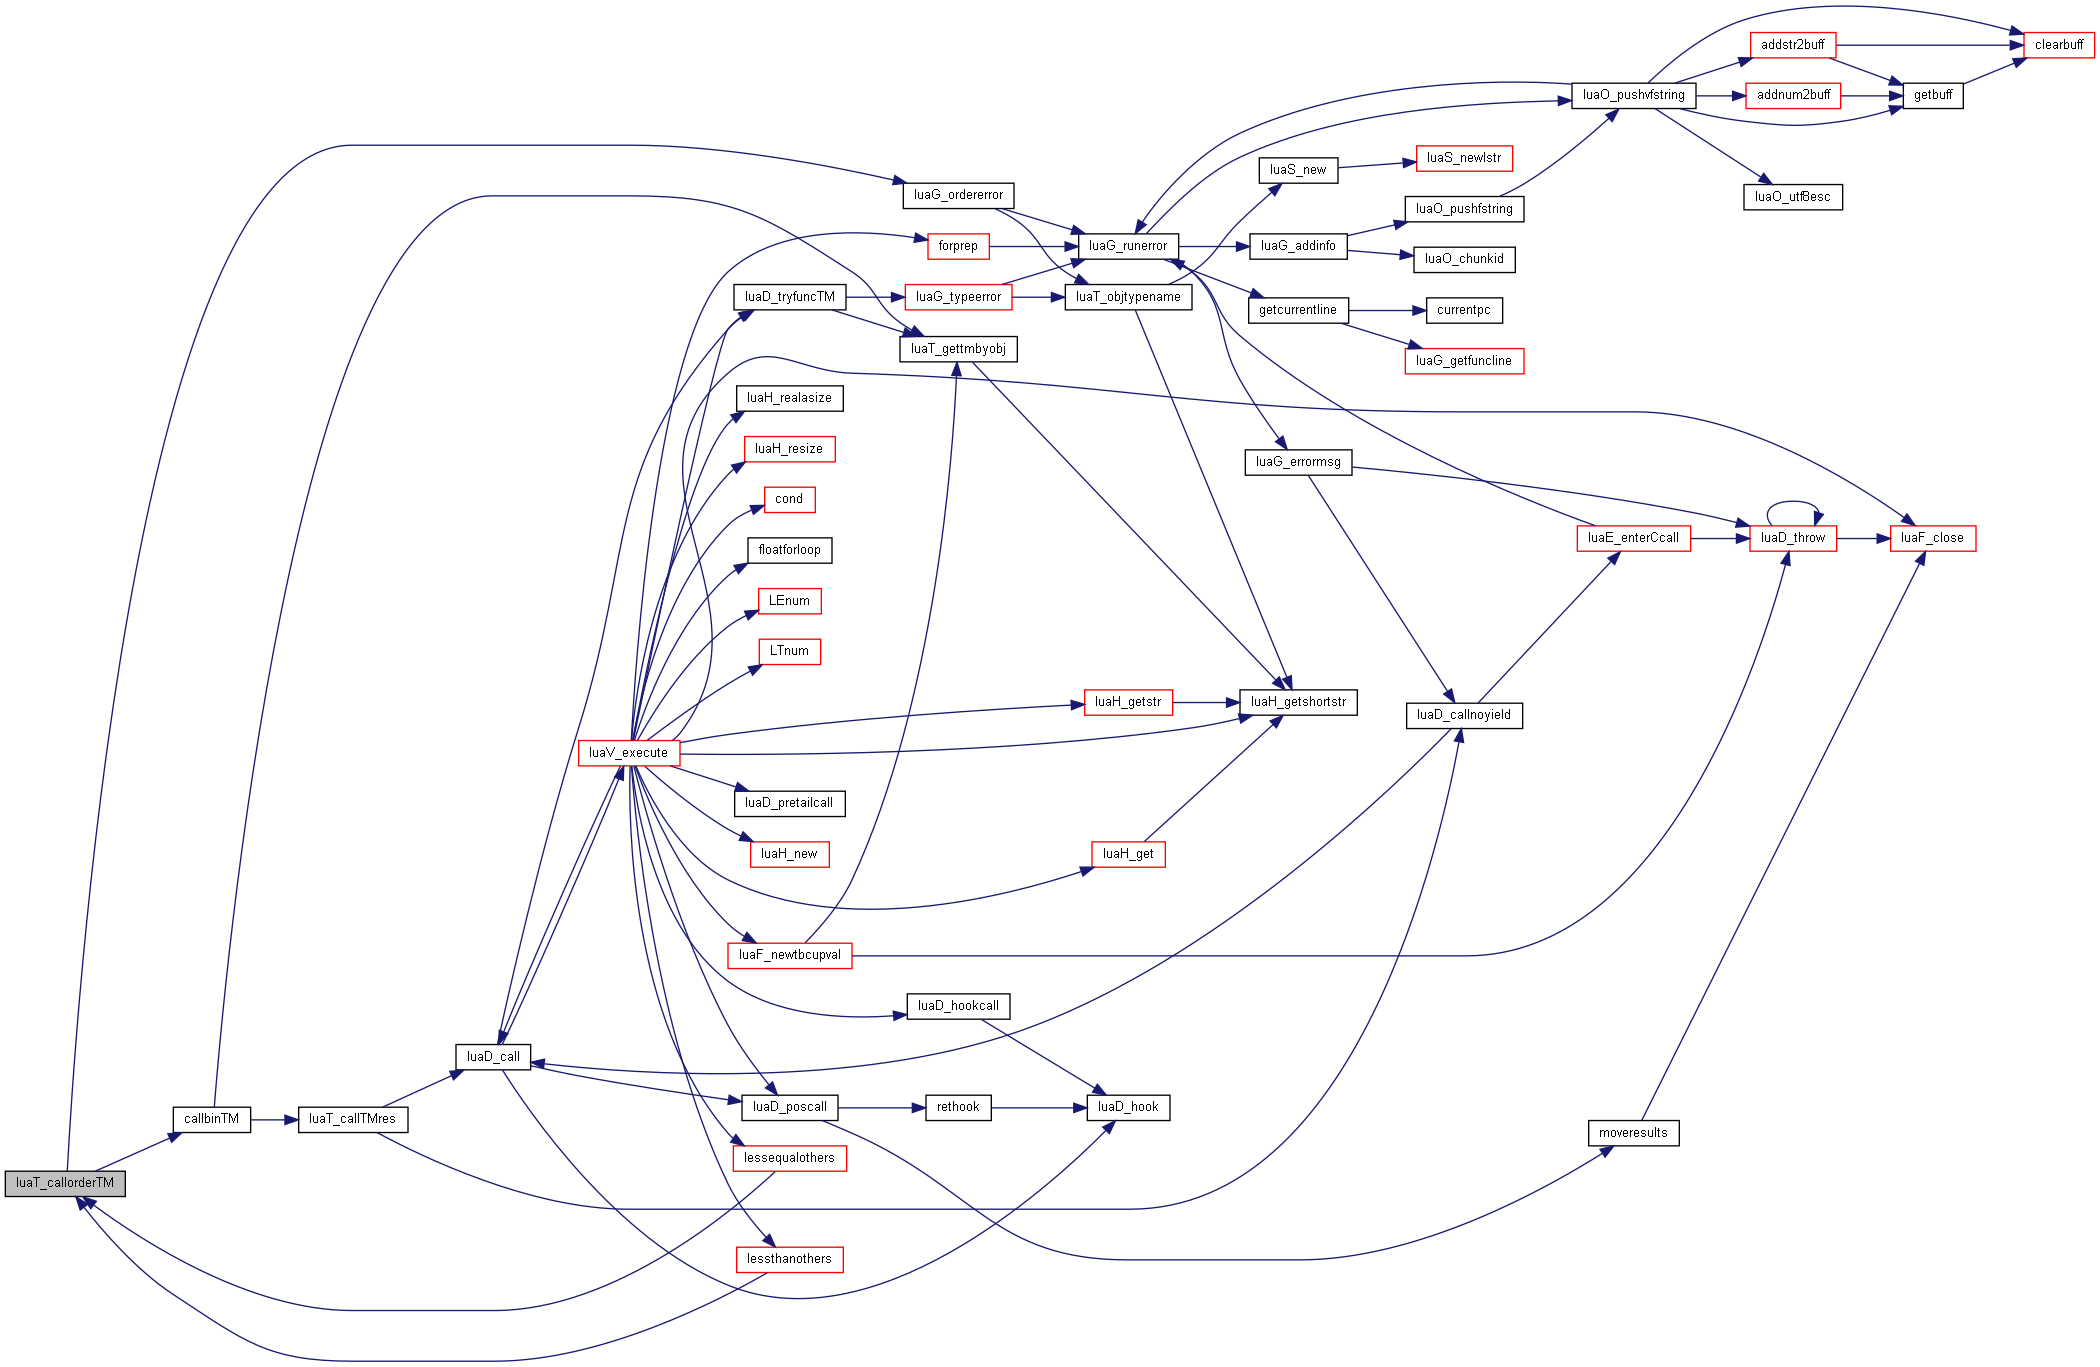 addstr2buff
clearbuff
luaO_pushvfstring
addnum2buff
getbuff
luaS_new
luaS_newlstr
luaG_ordererror
luaO_pushfstring
luaO_utf8esc
forprep
luaG_runerror
luaG_addinfo
luaO_chunkid
luaD_tryfuncTM
luaG_typeerror
luaT_objtypename
getcurrentline
currentpc
luaT_gettmbyobj
luaG_getfuncline
luaH_realasize
luaH_resize
luaG_errormsg
cond
floatforloop
luaE_enterCcall
luaD_throw
luaF_close
LEnum
LTnum
luaH_getstr
luaH_getshortstr
luaD_callnoyield
luaV_execute
luaD_pretailcall
luaH_new
luaH_get
luaF_newtbcupval
luaD_hookcall
luaD_call
luaD_poscall
rethook
luaD_hook
callbinTM
luaT_callTMres
moveresults
lessequalothers
luaT_callorderTM
lessthanothers